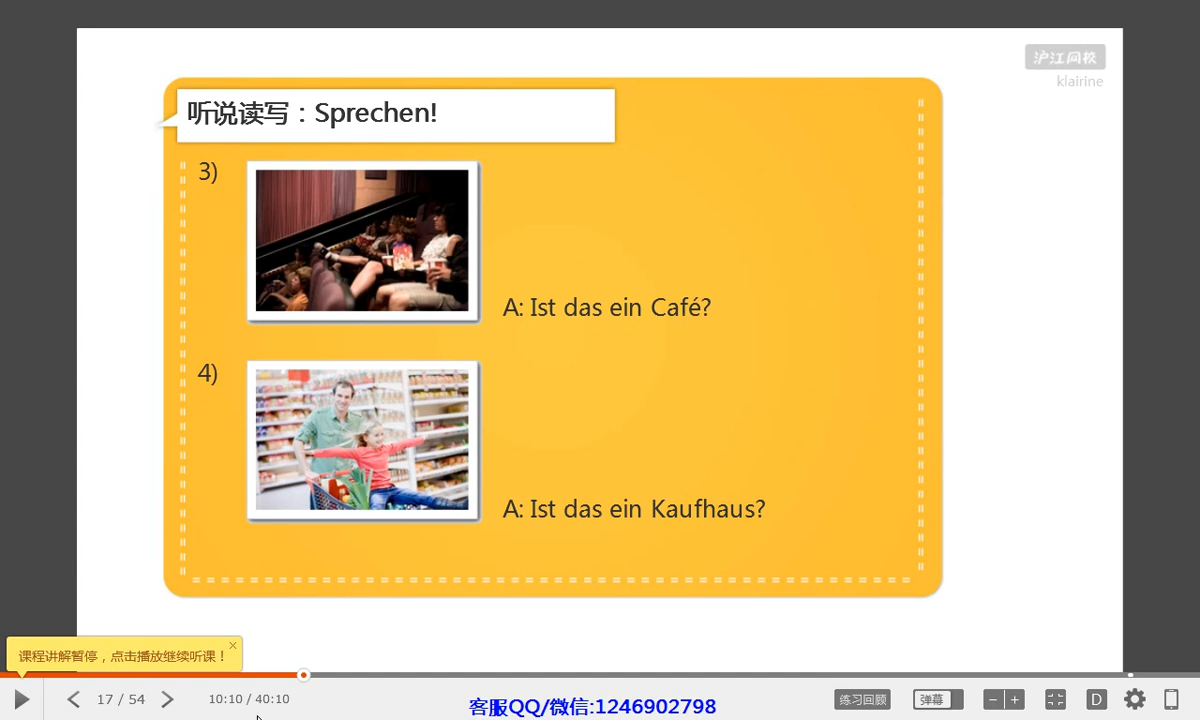 沪江网校
klairine
听说读写：Sprechen!
3)
A: Ist das ein Café?
4)
A: Ist das ein Kaufhaus?
课程讲解暂停，点击播放继续听课！
17 / 54
10:10 / 40:10
客服QQ/微信:1246902798
练习回顾
弹幕
D